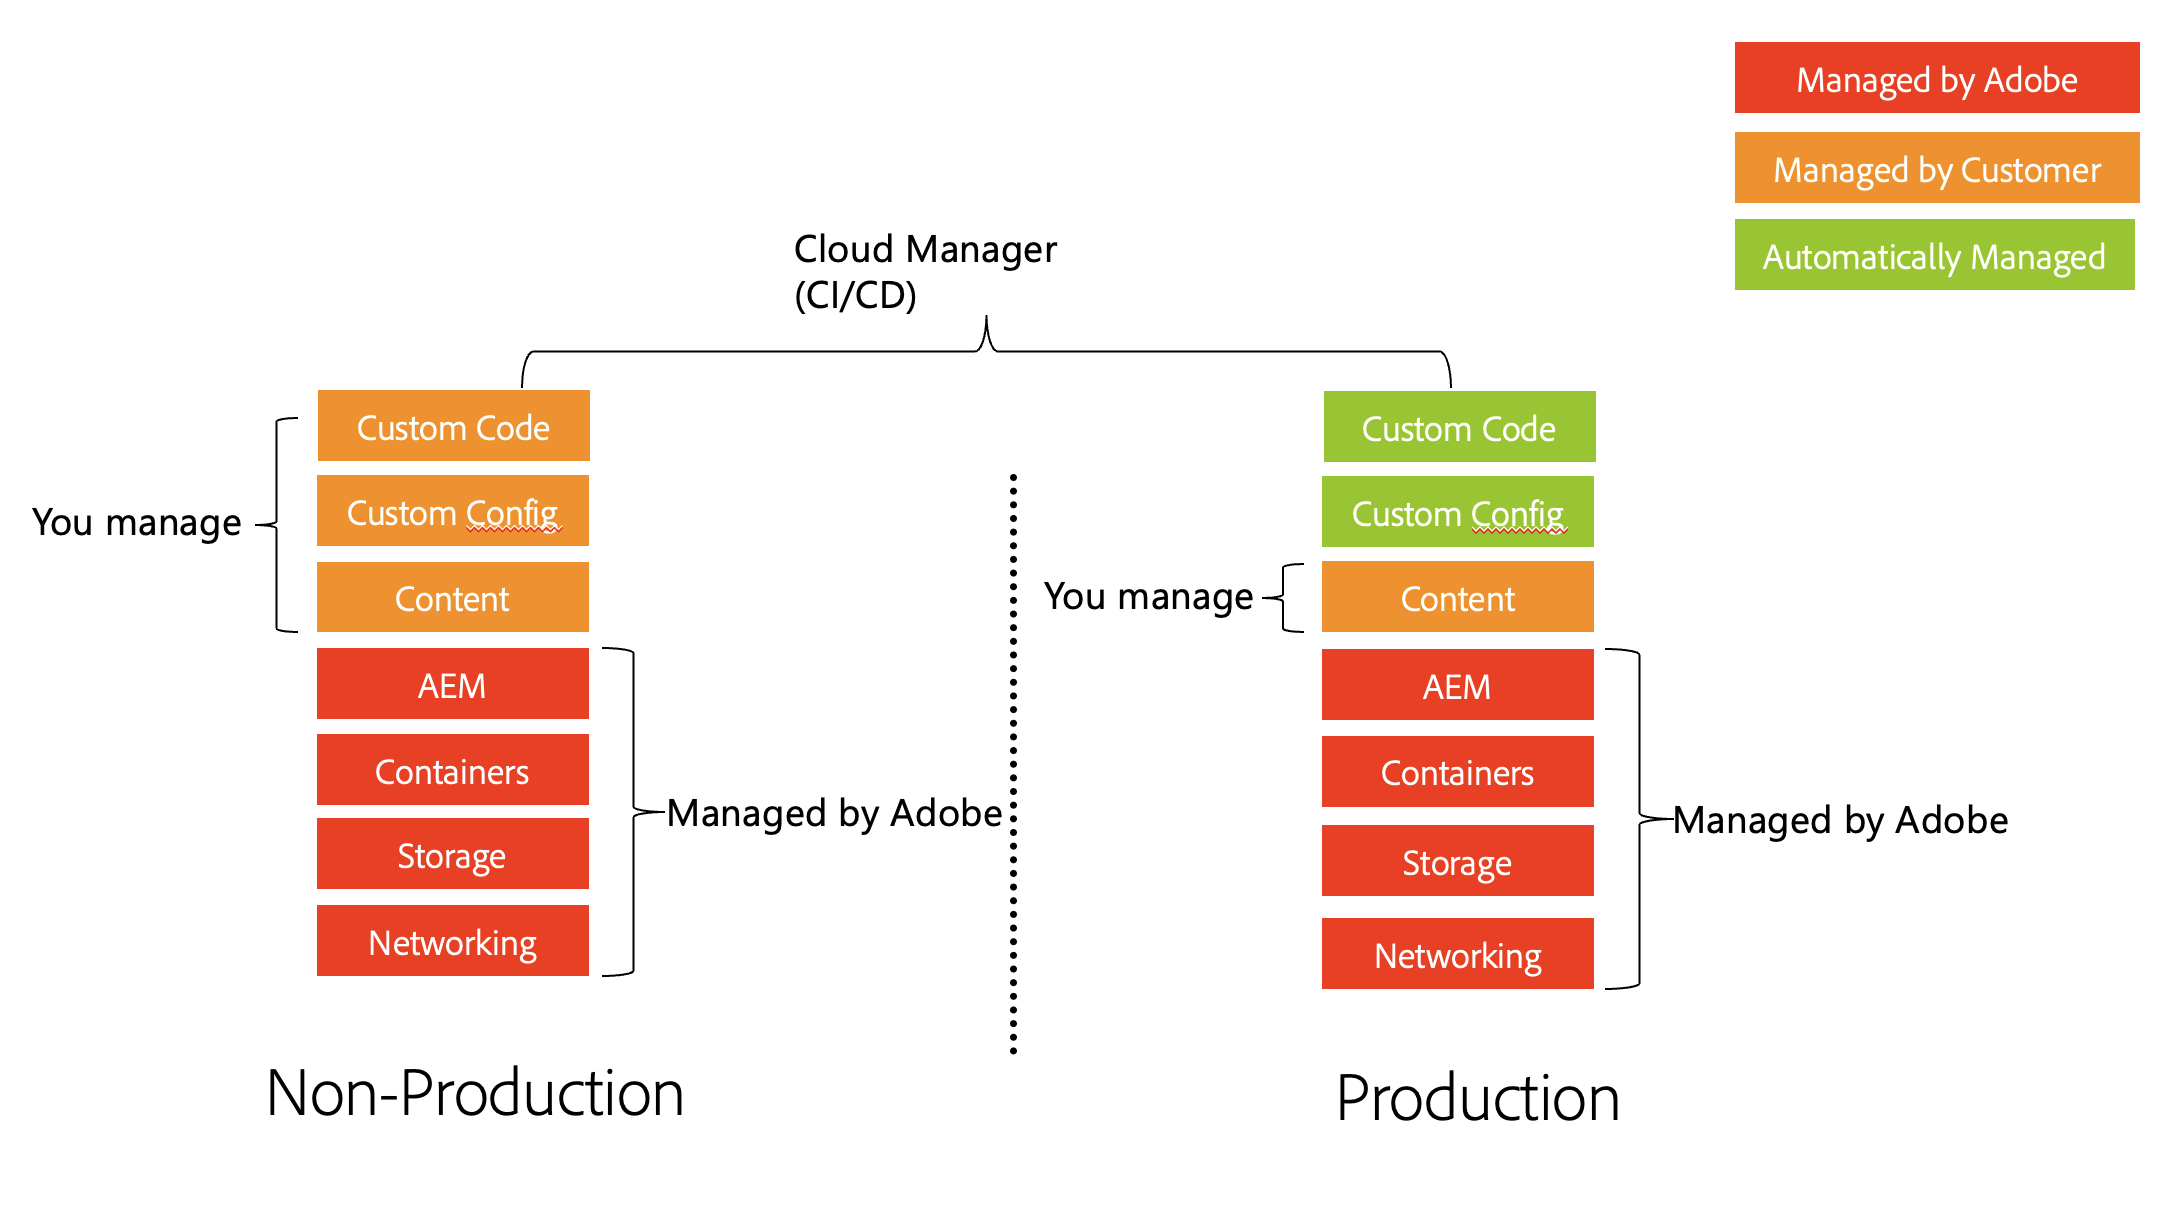 Managed by Adobe
Managed by Customer
Automatically Managed
Cloud Manager
(CI/CD)
You manage
Custom Code
Custom Config
Content
AEM
Containers
Storage
Networking
Managed by Adobe
Non-Production
You manage
Custom Code
Custom Config
Content
AEM
Containers
Storage
Networking
Managed by Adobe
Production